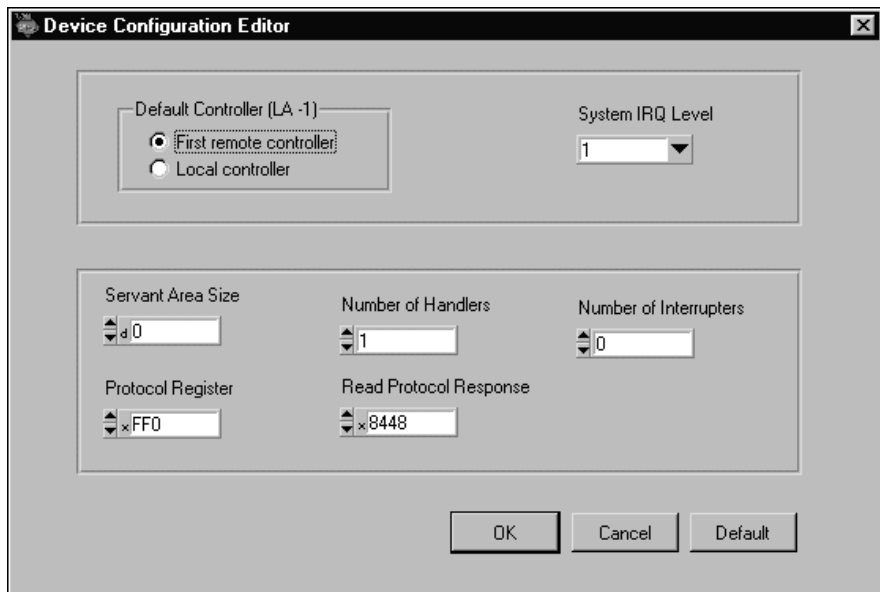 Device Configuration Editor
Default Controller (LA -1)
First remote controller
Local controller
System IRQ Level
1
Servant Area Size
d 0
Number of Handlers
1
Number of Interrupters
0
Protocol Register
x FF0
Read Protocol Response
x 8448
OK
Cancel
Default